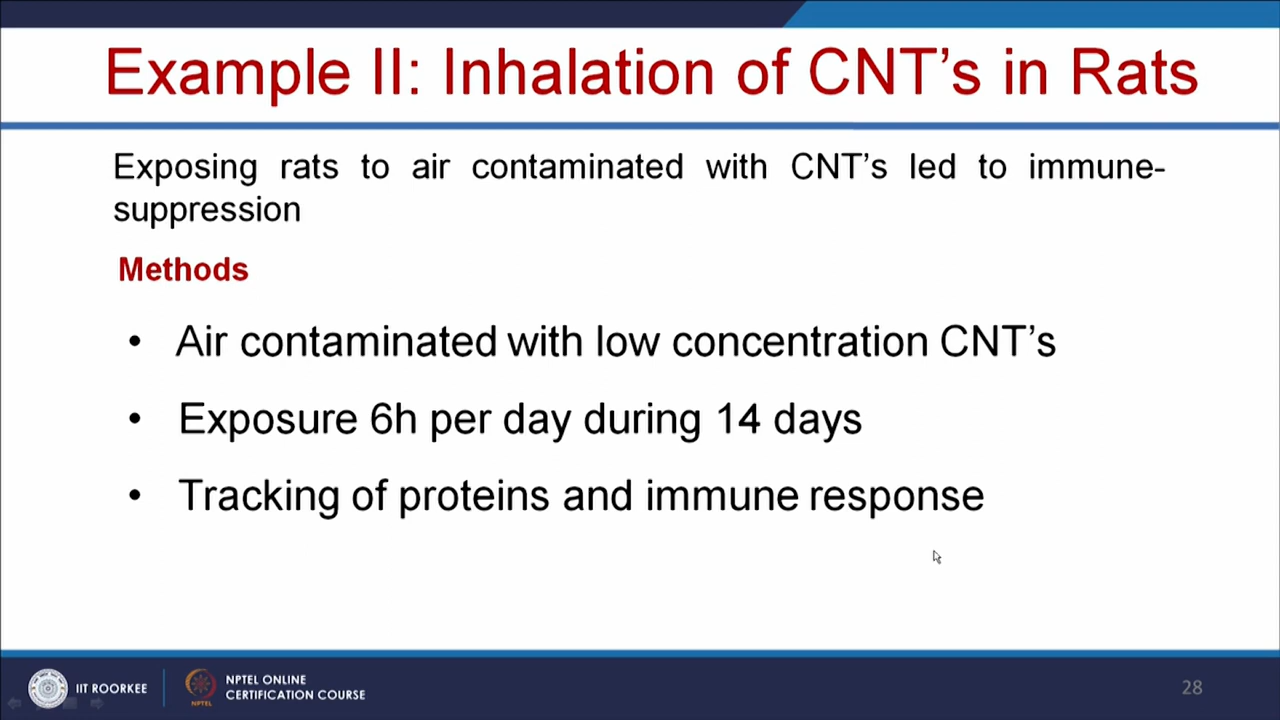 Example II: Inhalation of CNT's in Rats
Exposing rats to air contaminated with CNT's led to immune-
suppression
Methods
• Air contaminated with low concentration CNT's
• Exposure 6h per day during 14 days
• Tracking of proteins and immune response
IIT ROORKEE
NPTEL
NPTEL ONLINE
CERTIFICATION COURSE
28